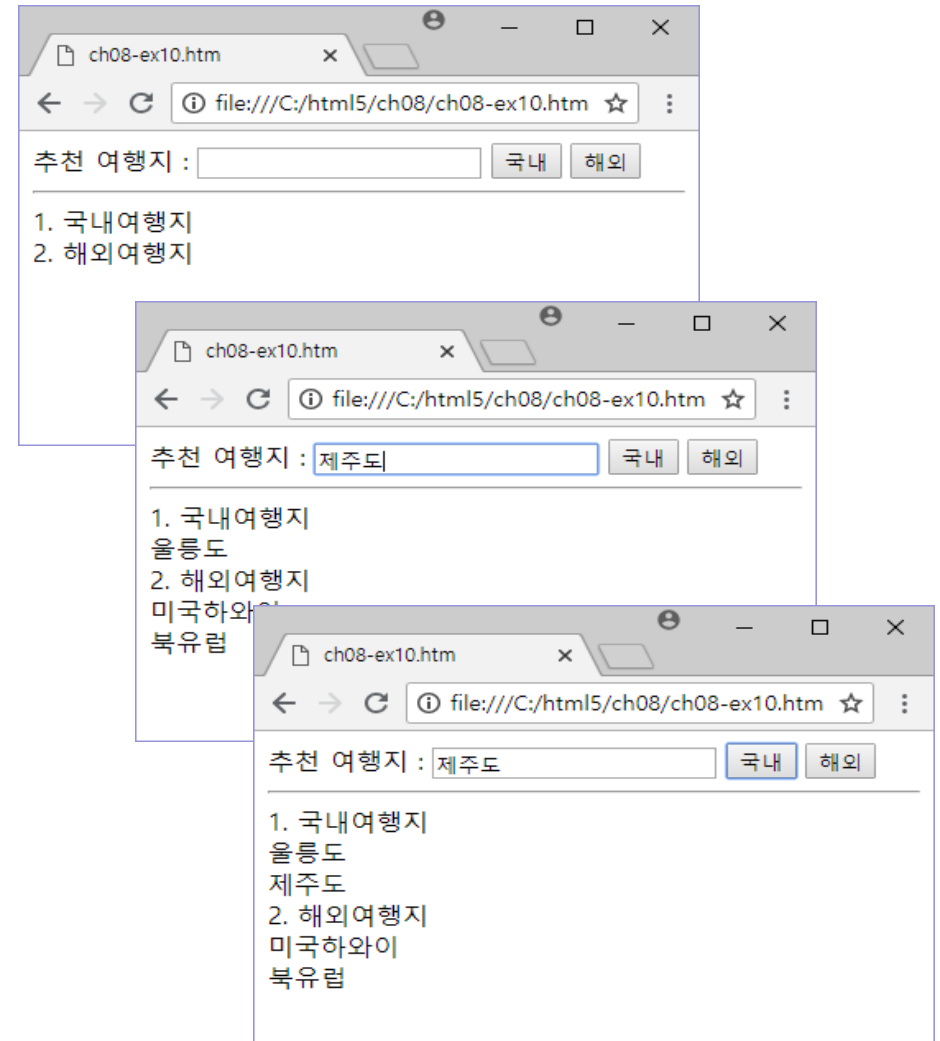 ch08-ex10.htm
file:///C:/html5/ch08/ch08-ex10.htm
추천 여행지 : 국내 해외
1. 국내여행지
2. 해외여행지
ch08-ex10.htm
file:///C:/html5/ch08/ch08-ex10.htm
추천 여행지 : 제주도 국내 해외
1. 국내여행지
울릉도
2. 해외여행지
미국하와이
북유럽
ch08-ex10.htm
file:///C:/html5/ch08/ch08-ex10.htm
추천 여행지 : 제주도 국내 해외
1. 국내여행지
울릉도
제주도
2. 해외여행지
미국하와이
북유럽